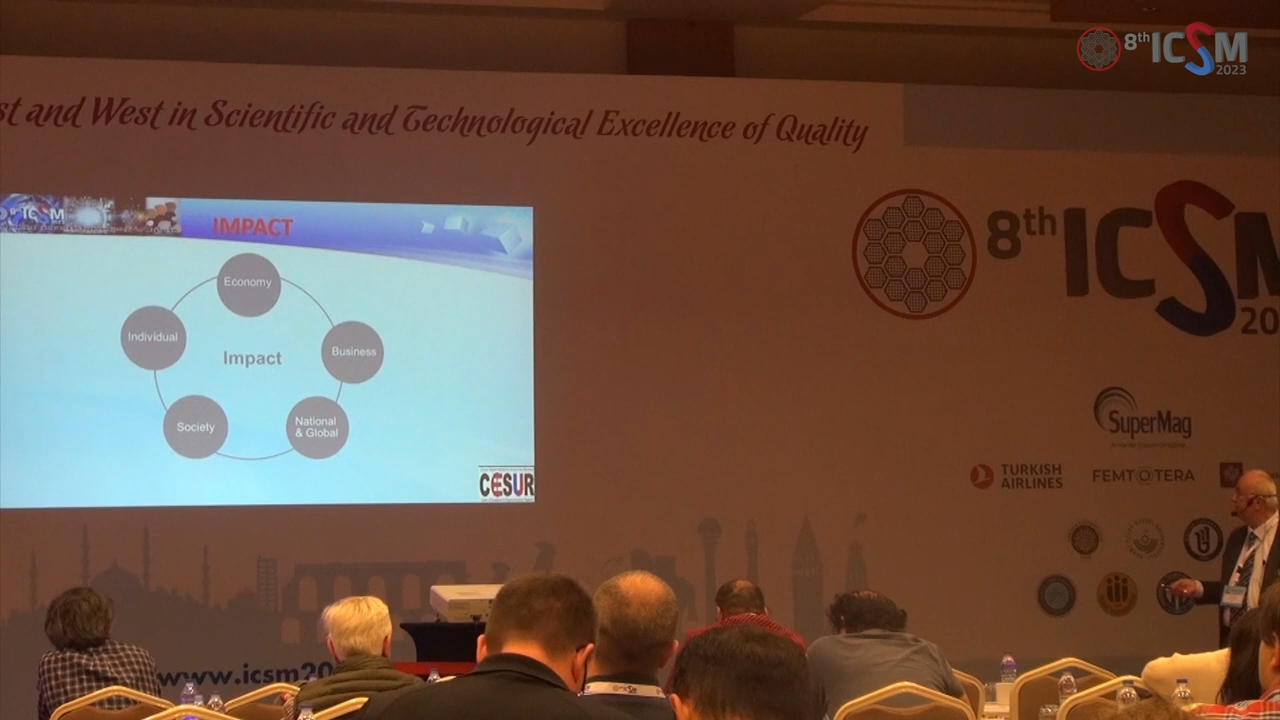 8th ICSM
2023
st and West in Scientific and Technological Excellence of Quality
ICSM
IMPACT
Economy
Individual
Impact
Business
Society
National
& Global
CESUR
8th ICSM
20
SuperMag
TURKISH
AIRLINES
FEMTOTERA
www.icsm20